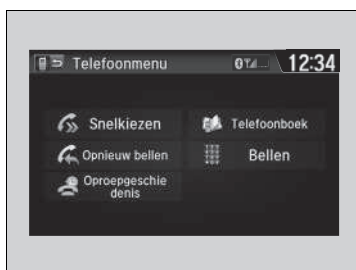 Telefoonmenu
12:34
Snelkiezen
Telefoonboek
Opnieuw bellen
Bellen
Oproepgeschie
denis